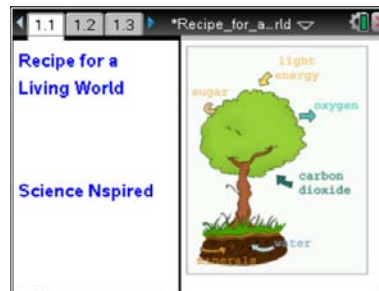 1.1 1.2 1.3 *Recipe_for_a…rld
Recipe for a
Living World
Science Nspired
light
energy
sugar
oxygen
carbon
dioxide
water
minerals